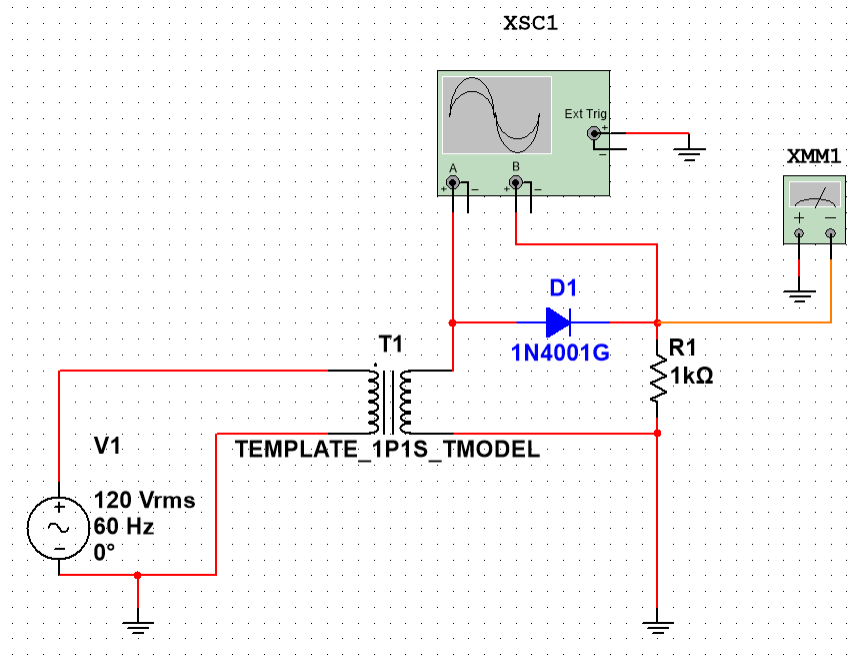 XSC1
Ext Trig
+
−
A
B
+ −
+ −
XMM1
+ −
D1
1N4001G
T1
R1
1kΩ
TEMPLATE_1P1S_TMODEL
V1
+
−
120 Vrms
60 Hz
0°